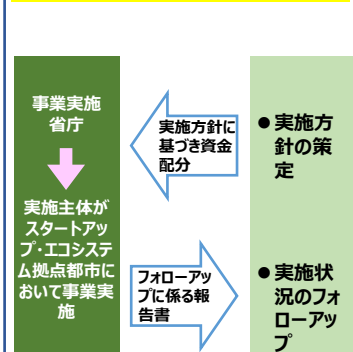 事業実施
省庁
実施主体が
スタートアッ
プ・エコシステ
ム拠点都市に
おいて事業実
施
実施方針に
基づき資金
配分
フォローアッ
プに係る報
告書
●実施方
針の策
定
●実施状
況のフォ
ローアッ
プ